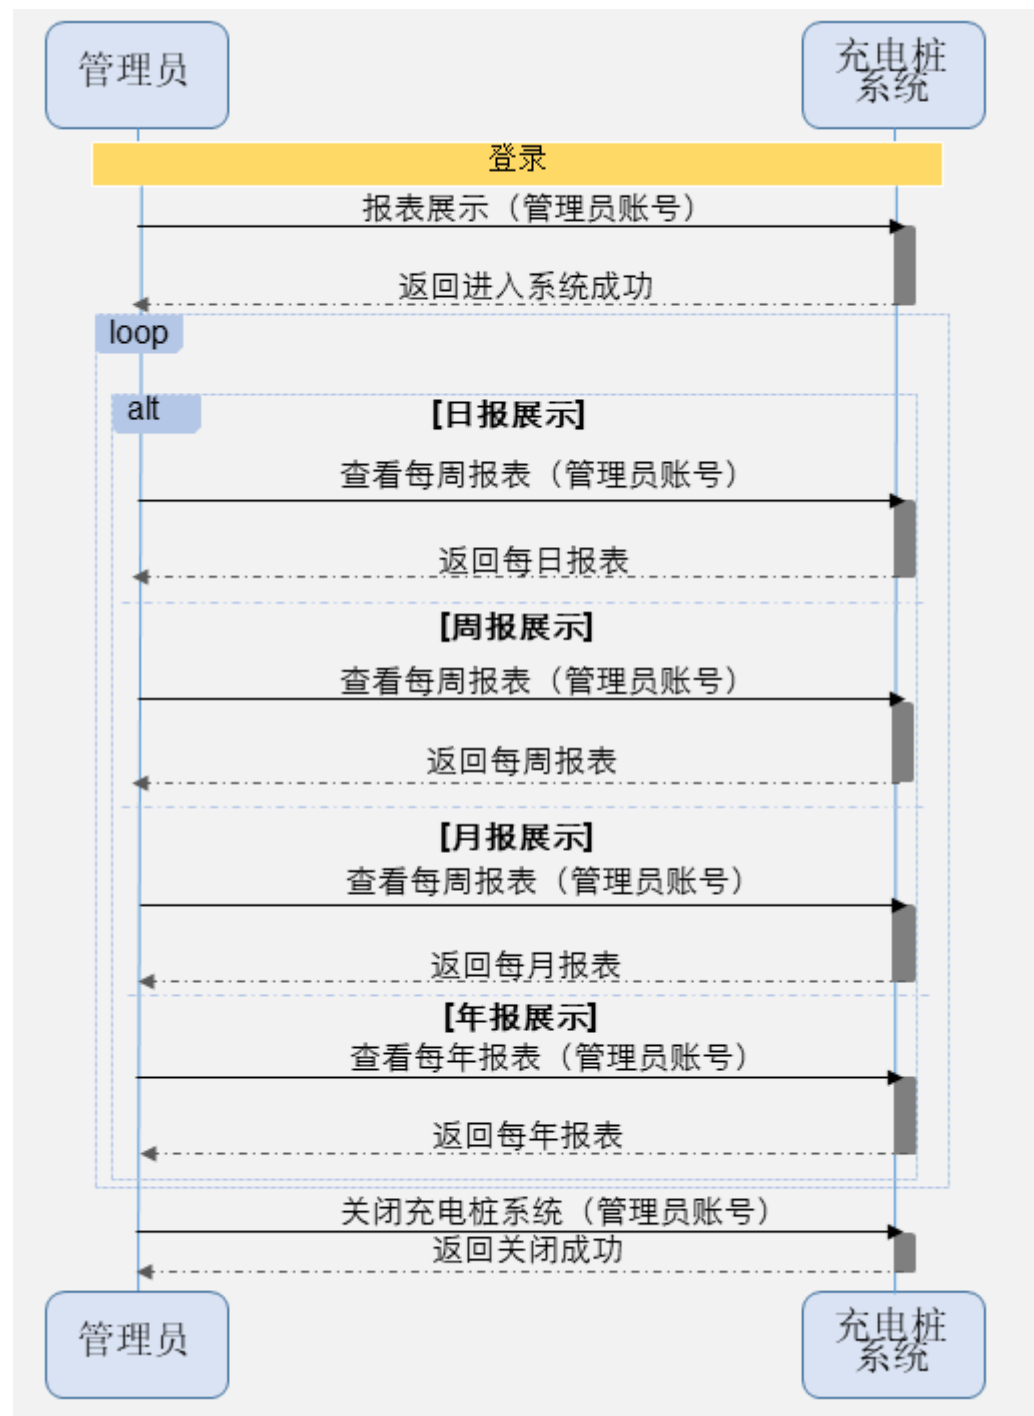 管理员
充电桩
系统
登录
报表展示（管理员账号）
返回进入系统成功
loop
alt
[日报展示]
查看每周报表（管理员账号）
返回每日报表
[周报展示]
查看每周报表（管理员账号）
返回每周报表
[月报展示]
查看每周报表（管理员账号）
返回每月报表
[年报展示]
查看每年报表（管理员账号）
返回每年报表
关闭充电桩系统（管理员账号）
返回关闭成功
管理员
充电桩
系统